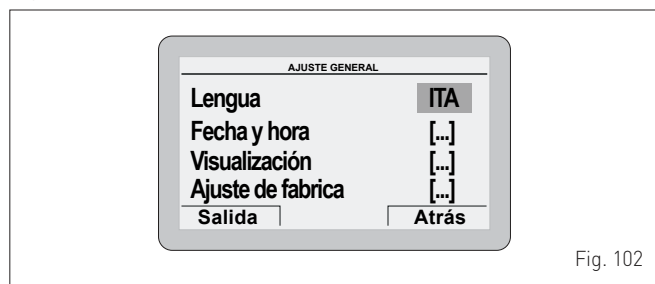 AJUSTE GENERAL
Lengua ITA
Fecha y hora [...]
Visualización [...]
Ajuste de fabrica [...]
Salida Atrás
Fig. 102